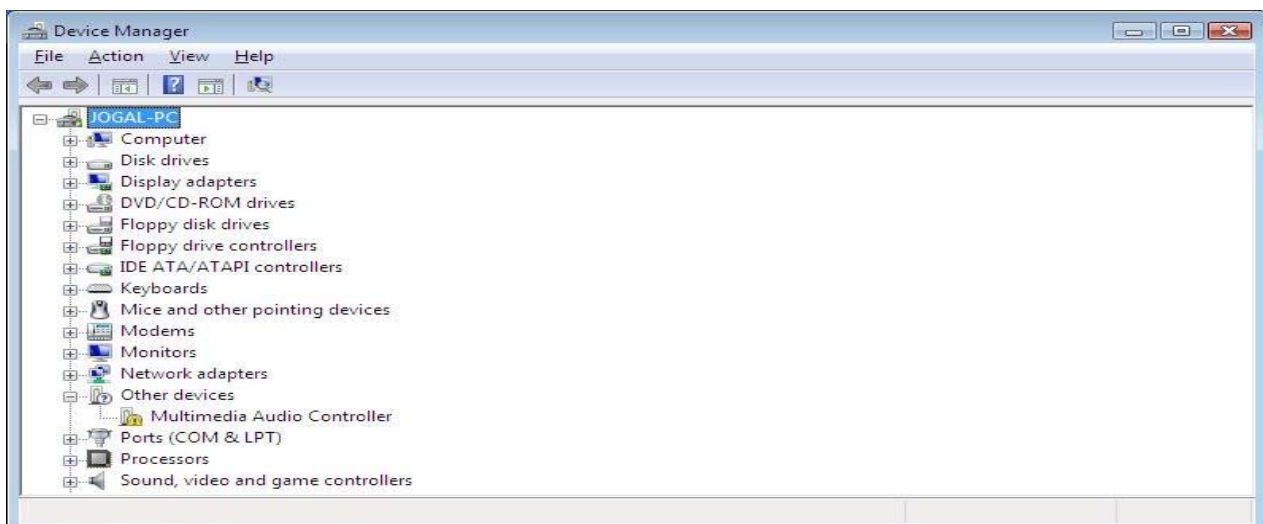 Device Manager
File Action View Help
JOGAL-PC
Computer
Disk drives
Display adapters
DVD/CD-ROM drives
Floppy disk drives
Floppy drive controllers
IDE ATA/ATAPI controllers
Keyboards
Mice and other pointing devices
Modems
Monitors
Network adapters
Other devices
Multimedia Audio Controller
Ports (COM & LPT)
Processors
Sound, video and game controllers